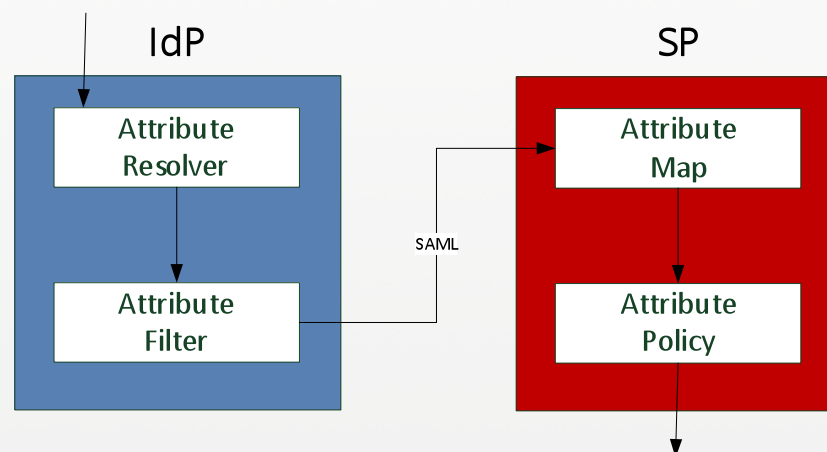 IdP
SP
Attribute
Resolver
Attribute
Filter
SAML
Attribute
Map
Attribute
Policy